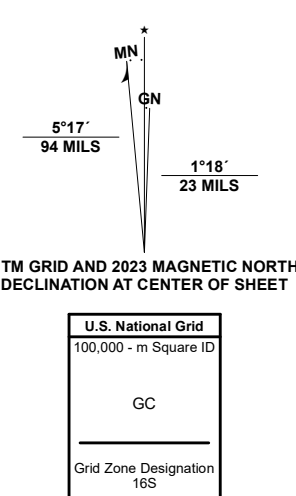 ★
MN
GN
5°17´
94 MILS
1°18´
23 MILS
TM GRID AND 2023 MAGNETIC NORTH
DECLINATION AT CENTER OF SHEET
U.S. National Grid
100,000 - m Square ID
GC
Grid Zone Designation
16S